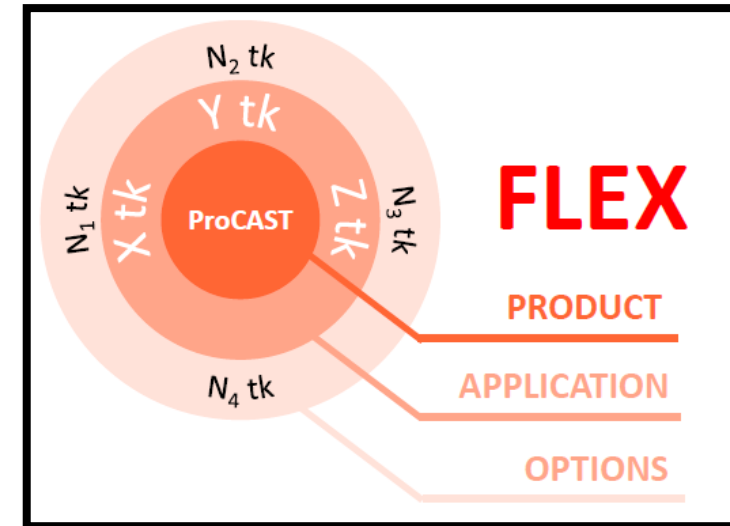 N₂ tk
Y tk
N₁ tk
X tk
ProCAST
Z tk
N₃ tk
N₄ tk
FLEX
PRODUCT
APPLICATION
OPTIONS